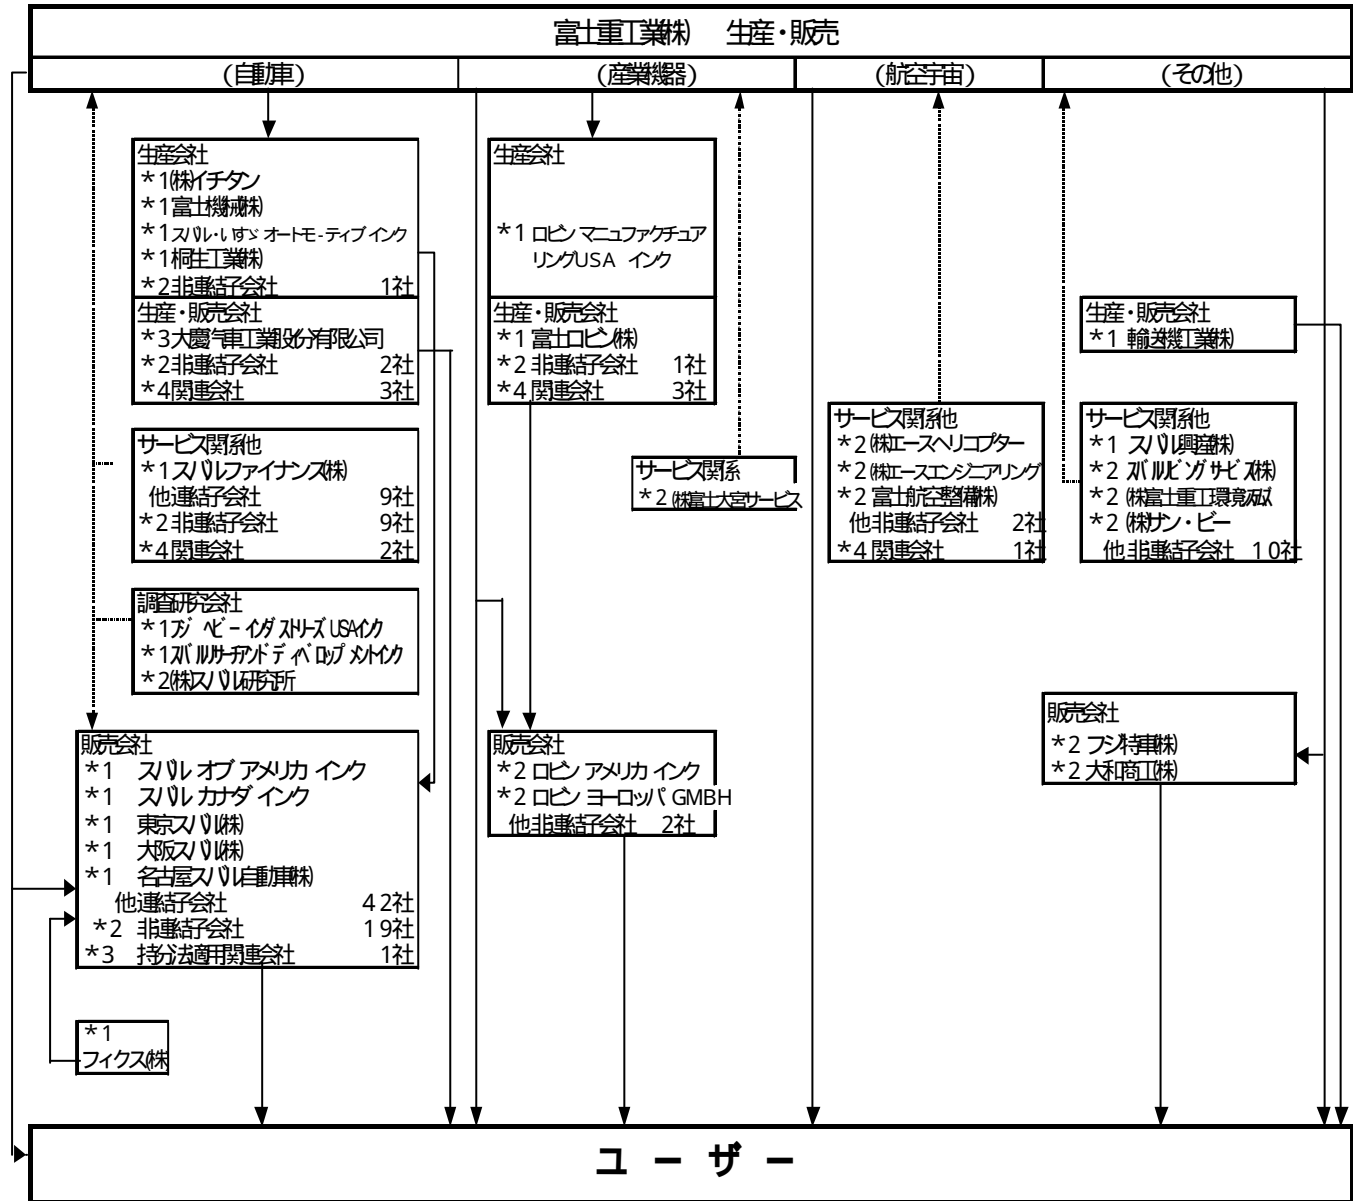 富士重工業(株) 生産・販売
(自動車) (産業機器) (航空宇宙) (その他)
生産会社
*1(株)イチタン
*1富士機械(株)
*1スバル・いすゞ オートモ-ティブ インク
*1桐生工業(株)
*2非連結子会社 1社
生産・販売会社
*3大慶汽車工業股份有限公司
*2非連結子会社 2社
*4関連会社 3社
サービス関係他
*1スバルファイナンス(株)
他連結子会社 9社
*2非連結子会社 9社
*4関連会社 2社
調査研究会社
*1フジ ヘビー インダストリーズ USAインク
*1スバルリサーチアンド ディベロップメントインク
*2(株)スバル研究所
販売会社
*1 スバル オブ アメリカ インク
*1 スバル カナダ インク
*1 東京スバル(株)
*1 大阪スバル(株)
*1 名古屋スバル自動車(株)
他連結子会社 42社
*2 非連結子会社 19社
*3 持分法適用関連会社 1社
*1
フィクス(株)
生産会社
*1 ロビン マニュファクチュア
リングUSA インク
生産・販売会社
*1 富士ロビン(株)
*2 非連結子会社 1社
*4 関連会社 3社
サービス関係
*2 (株)富士大宮サービス
販売会社
*2 ロビン アメリカ インク
*2 ロビン ヨーロッパ GMBH
他非連結子会社 2社
サービス関係他
*2(株)エースヘリコプター
*2(株)エースエンジニアリング
*2 富士航空整備(株)
他非連結子会社 2社
*4 関連会社 1社
生産・販売会社
*1 輸送機工業(株)
サービス関係他
*1 スバル興産(株)
*2 スバルビルディングサービス(株)
*2 (株)富士重工環境
*2 (株)サン・ビー
他非連結子会社 10社
販売会社
*2 フジ特車(株)
*2 大和商工(株)
ユーザー